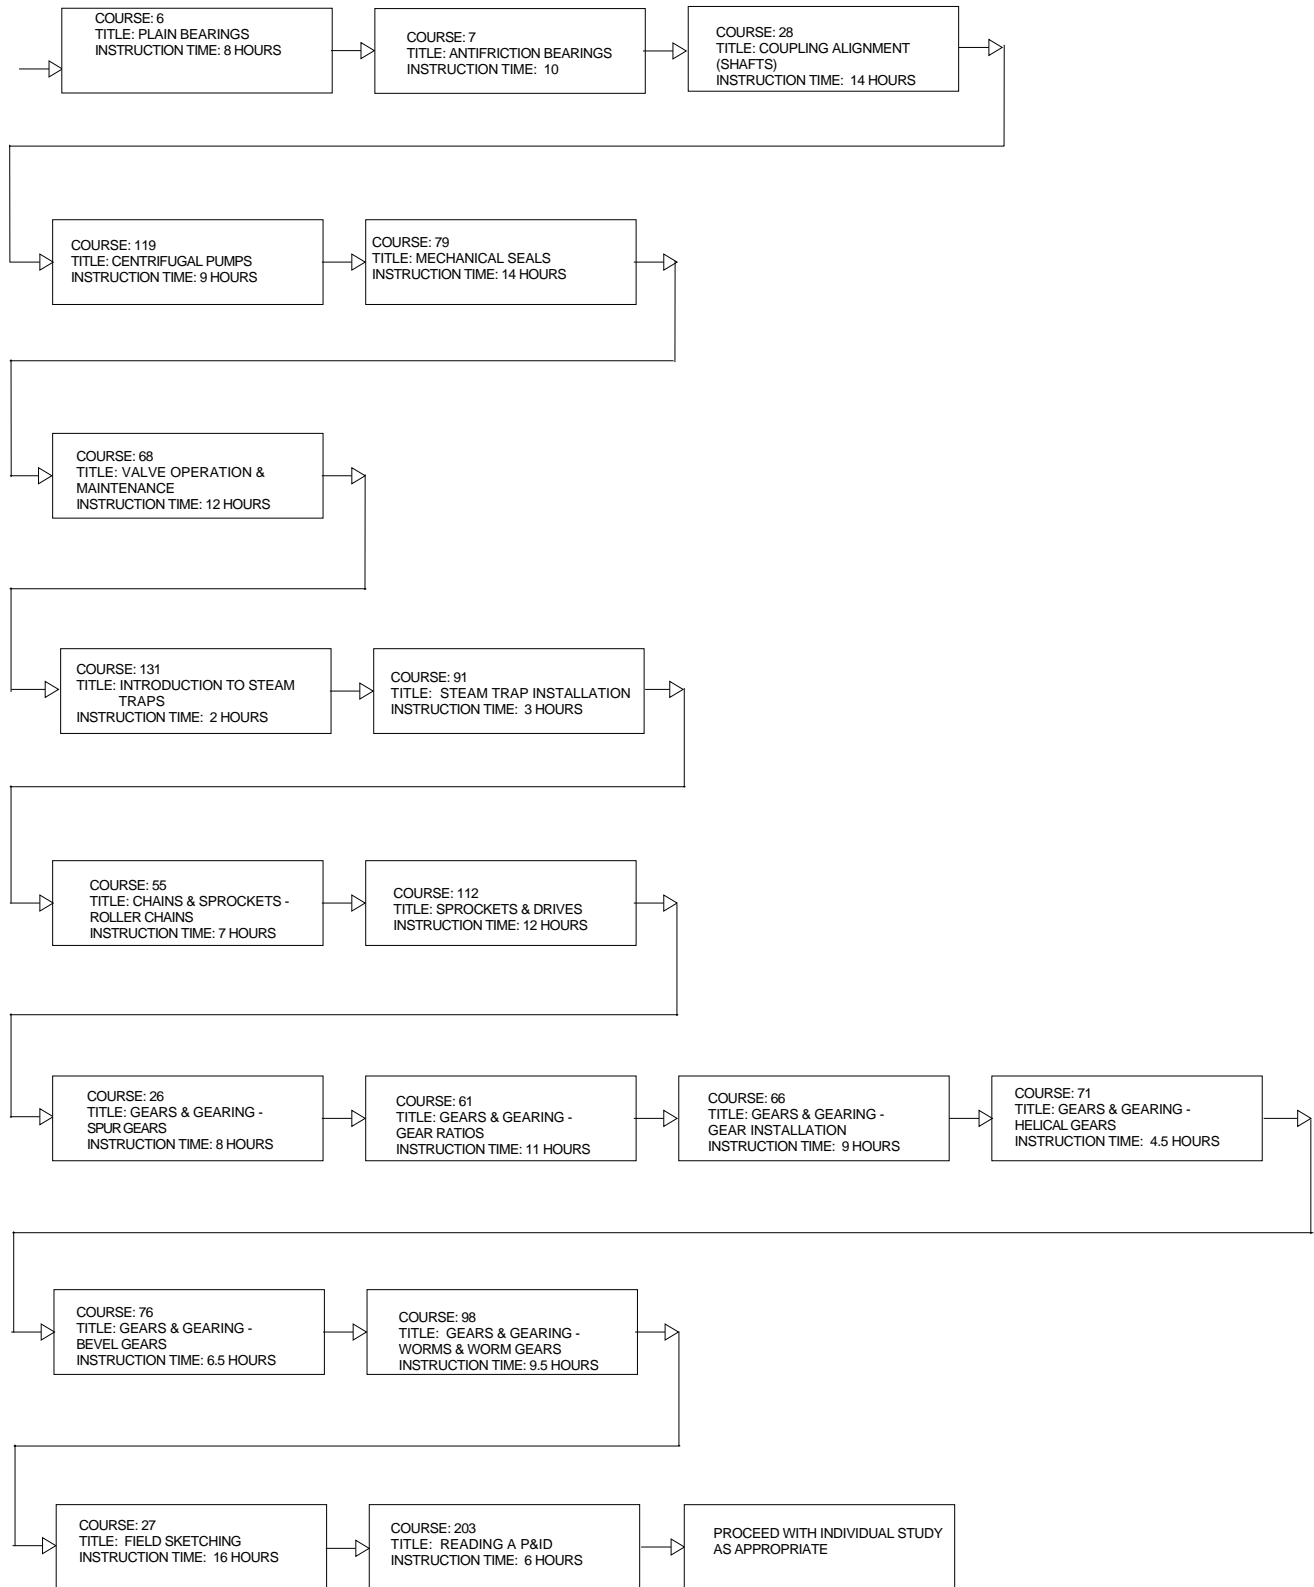 COURSE: 6
TITLE: PLAIN BEARINGS
INSTRUCTION TIME: 8 HOURS
COURSE: 7
TITLE: ANTIFRICTION BEARINGS
INSTRUCTION TIME: 10
COURSE: 28
TITLE: COUPLING ALIGNMENT
(SHAFTS)
INSTRUCTION TIME: 14 HOURS
COURSE: 119
TITLE: CENTRIFUGAL PUMPS
INSTRUCTION TIME: 9 HOURS
COURSE: 79
TITLE: MECHANICAL SEALS
INSTRUCTION TIME: 14 HOURS
COURSE: 68
TITLE: VALVE OPERATION &
MAINTENANCE
INSTRUCTION TIME: 12 HOURS
COURSE: 131
TITLE: INTRODUCTION TO STEAM
TRAPS
INSTRUCTION TIME: 2 HOURS
COURSE: 91
TITLE: STEAM TRAP INSTALLATION
INSTRUCTION TIME: 3 HOURS
COURSE: 55
TITLE: CHAINS & SPROCKETS -
ROLLER CHAINS
INSTRUCTION TIME: 7 HOURS
COURSE: 112
TITLE: SPROCKETS & DRIVES
INSTRUCTION TIME: 12 HOURS
COURSE: 26
TITLE: GEARS & GEARING -
SPUR GEARS
INSTRUCTION TIME: 8 HOURS
COURSE: 61
TITLE: GEARS & GEARING -
GEAR RATIOS
INSTRUCTION TIME: 11 HOURS
COURSE: 66
TITLE: GEARS & GEARING -
GEAR INSTALLATION
INSTRUCTION TIME: 9 HOURS
COURSE: 71
TITLE: GEARS & GEARING -
HELICAL GEARS
INSTRUCTION TIME: 4.5 HOURS
COURSE: 76
TITLE: GEARS & GEARING -
BEVEL GEARS
INSTRUCTION TIME: 6.5 HOURS
COURSE: 98
TITLE: GEARS & GEARING -
WORMS & WORM GEARS
INSTRUCTION TIME: 9.5 HOURS
COURSE: 27
TITLE: FIELD SKETCHING
INSTRUCTION TIME: 16 HOURS
COURSE: 203
TITLE: READING A P&ID
INSTRUCTION TIME: 6 HOURS
PROCEED WITH INDIVIDUAL STUDY
AS APPROPRIATE